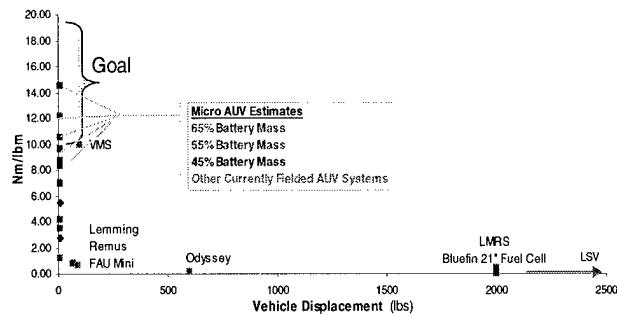 20.00
18.00
16.00
14.00
12.00
10.00
8.00
6.00
4.00
2.00
0.00
Nm/lbm
Goal
VMS
Micro AUV Estimates
65% Battery Mass
55% Battery Mass
45% Battery Mass
Other Currently Fielded AUV Systems
Lemming
Remus
FAU Mini
Odyssey
LMRS
Bluefin 21" Fuel Cell
LSV
0 500 1000 1500 2000 2500
Vehicle Displacement (lbs)